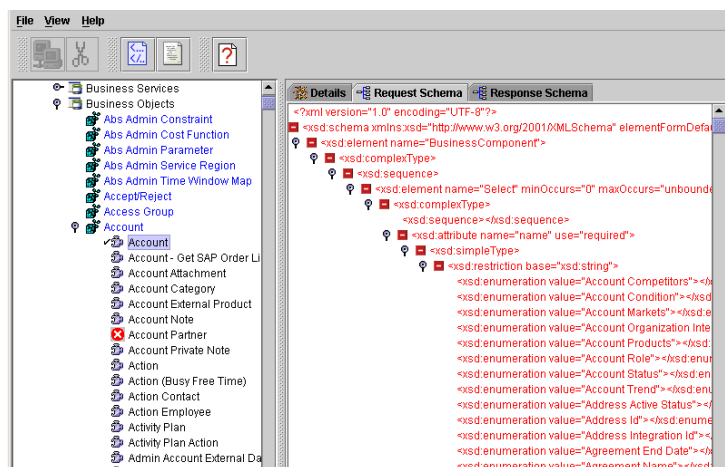 File View Help
Business Services
Business Objects
Abs Admin Constraint
Abs Admin Cost Function
Abs Admin Parameter
Abs Admin Service Region
Abs Admin Time Window Map
Accept/Reject
Access Group
Account
Account
Account - Get SAP Order Li
Account Attachment
Account Category
Account External Product
Account Note
Account Partner
Account Private Note
Action
Action (Busy Free Time)
Action Contact
Action Employee
Activity Plan
Activity Plan Action
Admin Account External Da
Details Request Schema Response Schema
<?xml version="1.0" encoding="UTF-8"?>
<xsd:schema xmlns:xsd="http://www.w3.org/2001/XMLSchema" elementFormDefau
<xsd:element name="BusinessComponent">
<xsd:complexType>
<xsd:sequence>
<xsd:element name="Select" minOccurs="0" maxOccurs="unbounde
<xsd:complexType>
<xsd:sequence></xsd:sequence>
<xsd:attribute name="name" use="required">
<xsd:simpleType>
<xsd:restriction base="xsd:string">
<xsd:enumeration value="Account Competitors"></x
<xsd:enumeration value="Account Condition"></xsd:e
<xsd:enumeration value="Account Markets"></xsd:en
<xsd:enumeration value="Account Organization Inte
<xsd:enumeration value="Account Products"></xsd:
<xsd:enumeration value="Account Role"></xsd:enur
<xsd:enumeration value="Account Status"></xsd:en
<xsd:enumeration value="Account Trend"></xsd:enu
<xsd:enumeration value="Address Active Status"></
<xsd:enumeration value="Address Id"></xsd:enume
<xsd:enumeration value="Address Integration Id"></
<xsd:enumeration value="Agreement End Date"></x
<xsd:enumeration value="Agreement Name"></xsd